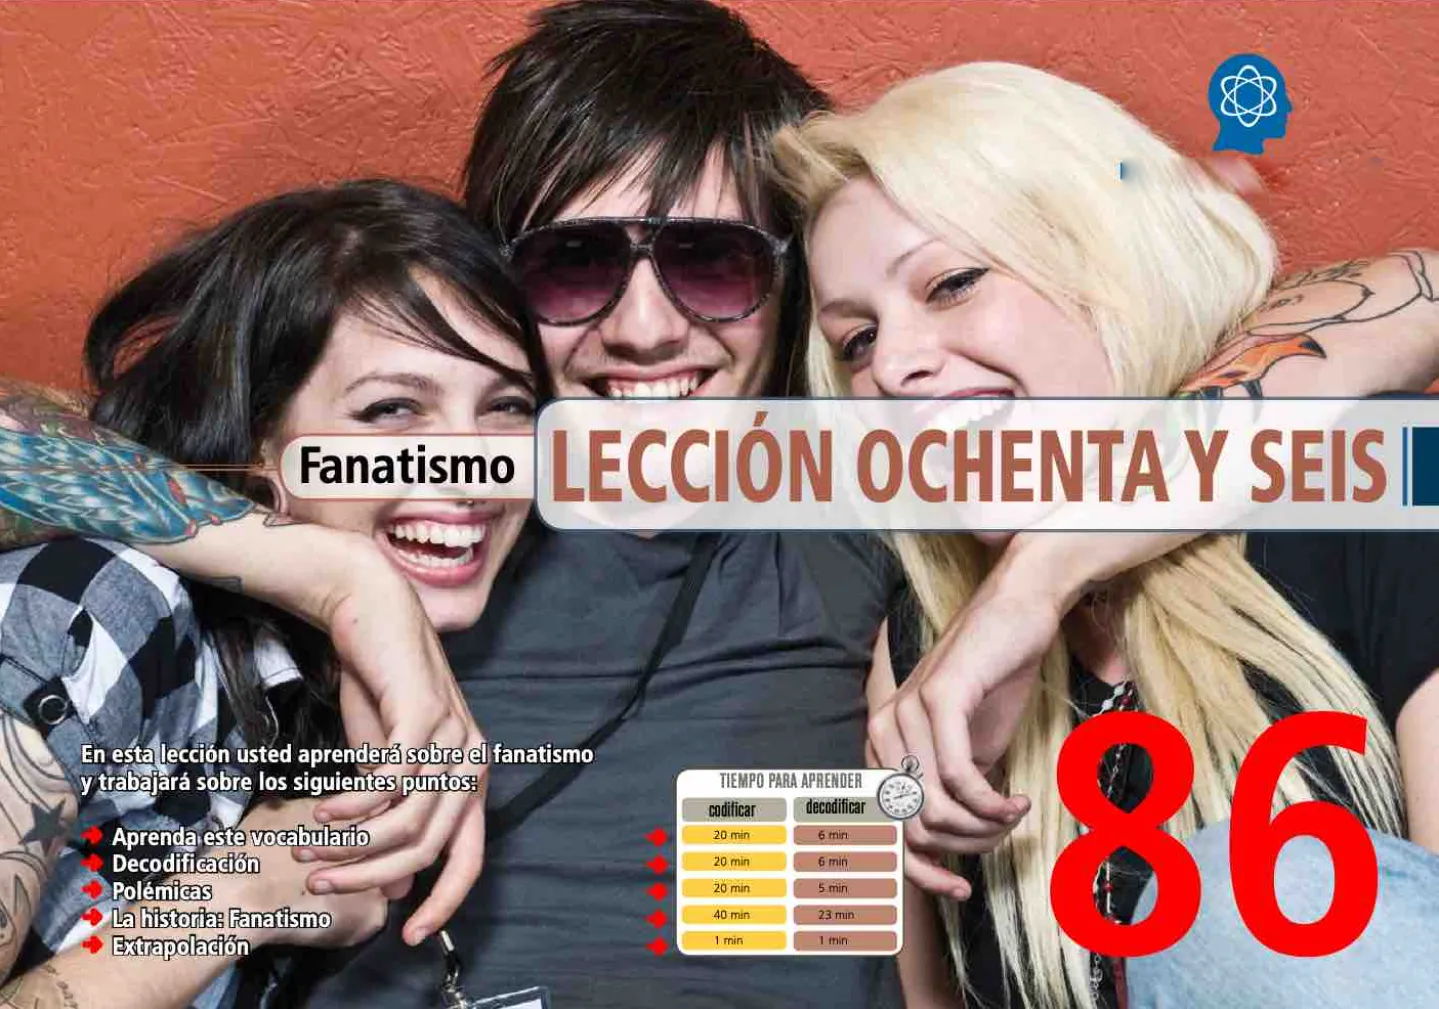 Fanatismo
LECCIÓN OCHENTA Y SEIS
En esta lección usted aprenderá sobre el fanatismo
y trabajará sobre los siguientes puntos:
Aprenda este vocabulario
Decodificación
Polémicas
La historia: Fanatismo
Extrapolación
TIEMPO PARA APRENDER
codificar decodificar
20 min 6 min
20 min 6 min
20 min 5 min
40 min 23 min
1 min 1 min
86